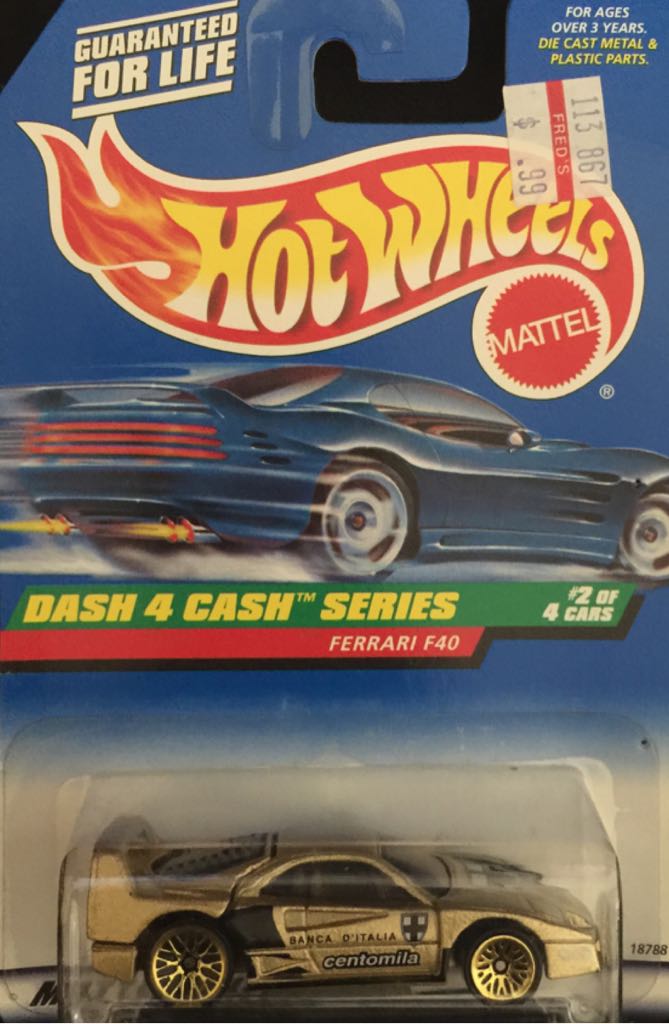 GUARANTEED
FOR LIFE
FOR AGES
OVER 3 YEARS.
DIE CAST METAL &
PLASTIC PARTS.
113 867
FRED'S
$ .99
HOT WHEELS
MATTEL
®
DASH 4 CASH™ SERIES
#2 OF
4 CARS
FERRARI F40
BANCA D'ITALIA
centomila
18788